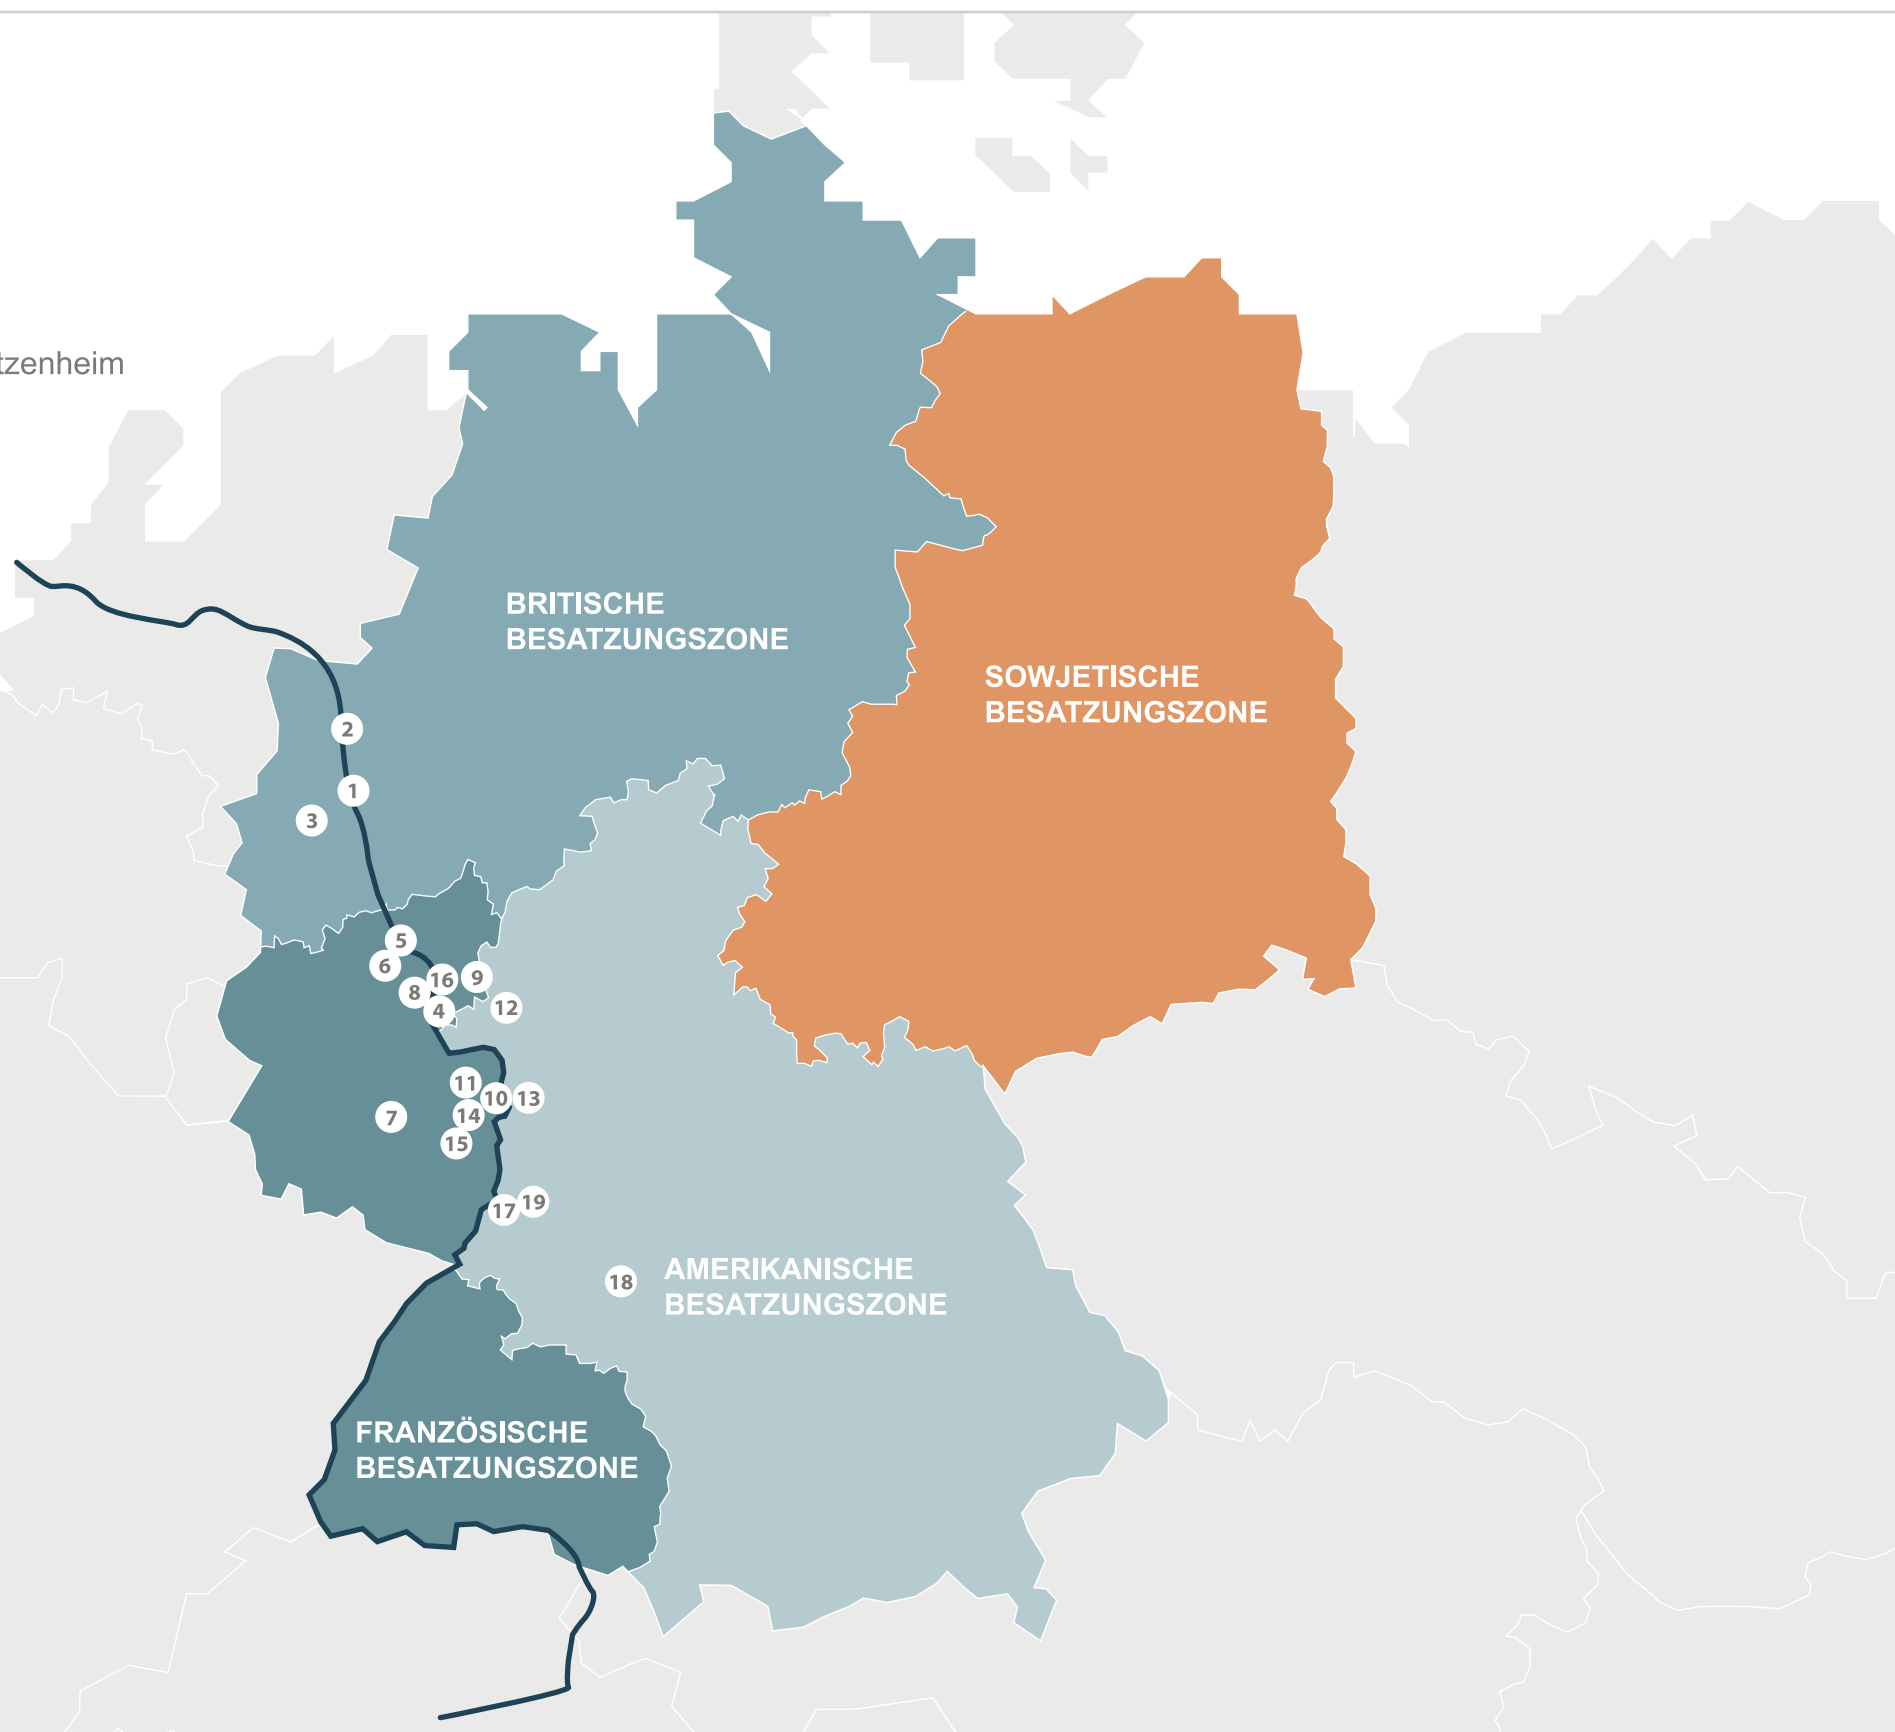 tzenheim
BRITISCHE
BESATZUNGSZONE
SOWJETISCHE
BESATZUNGSZONE
2
1
3
5
6
16
9
8
4
12
11
10
13
7
14
15
17
19
18
AMERIKANISCHE
BESATZUNGSZONE
FRANZÖSISCHE
BESATZUNGSZONE